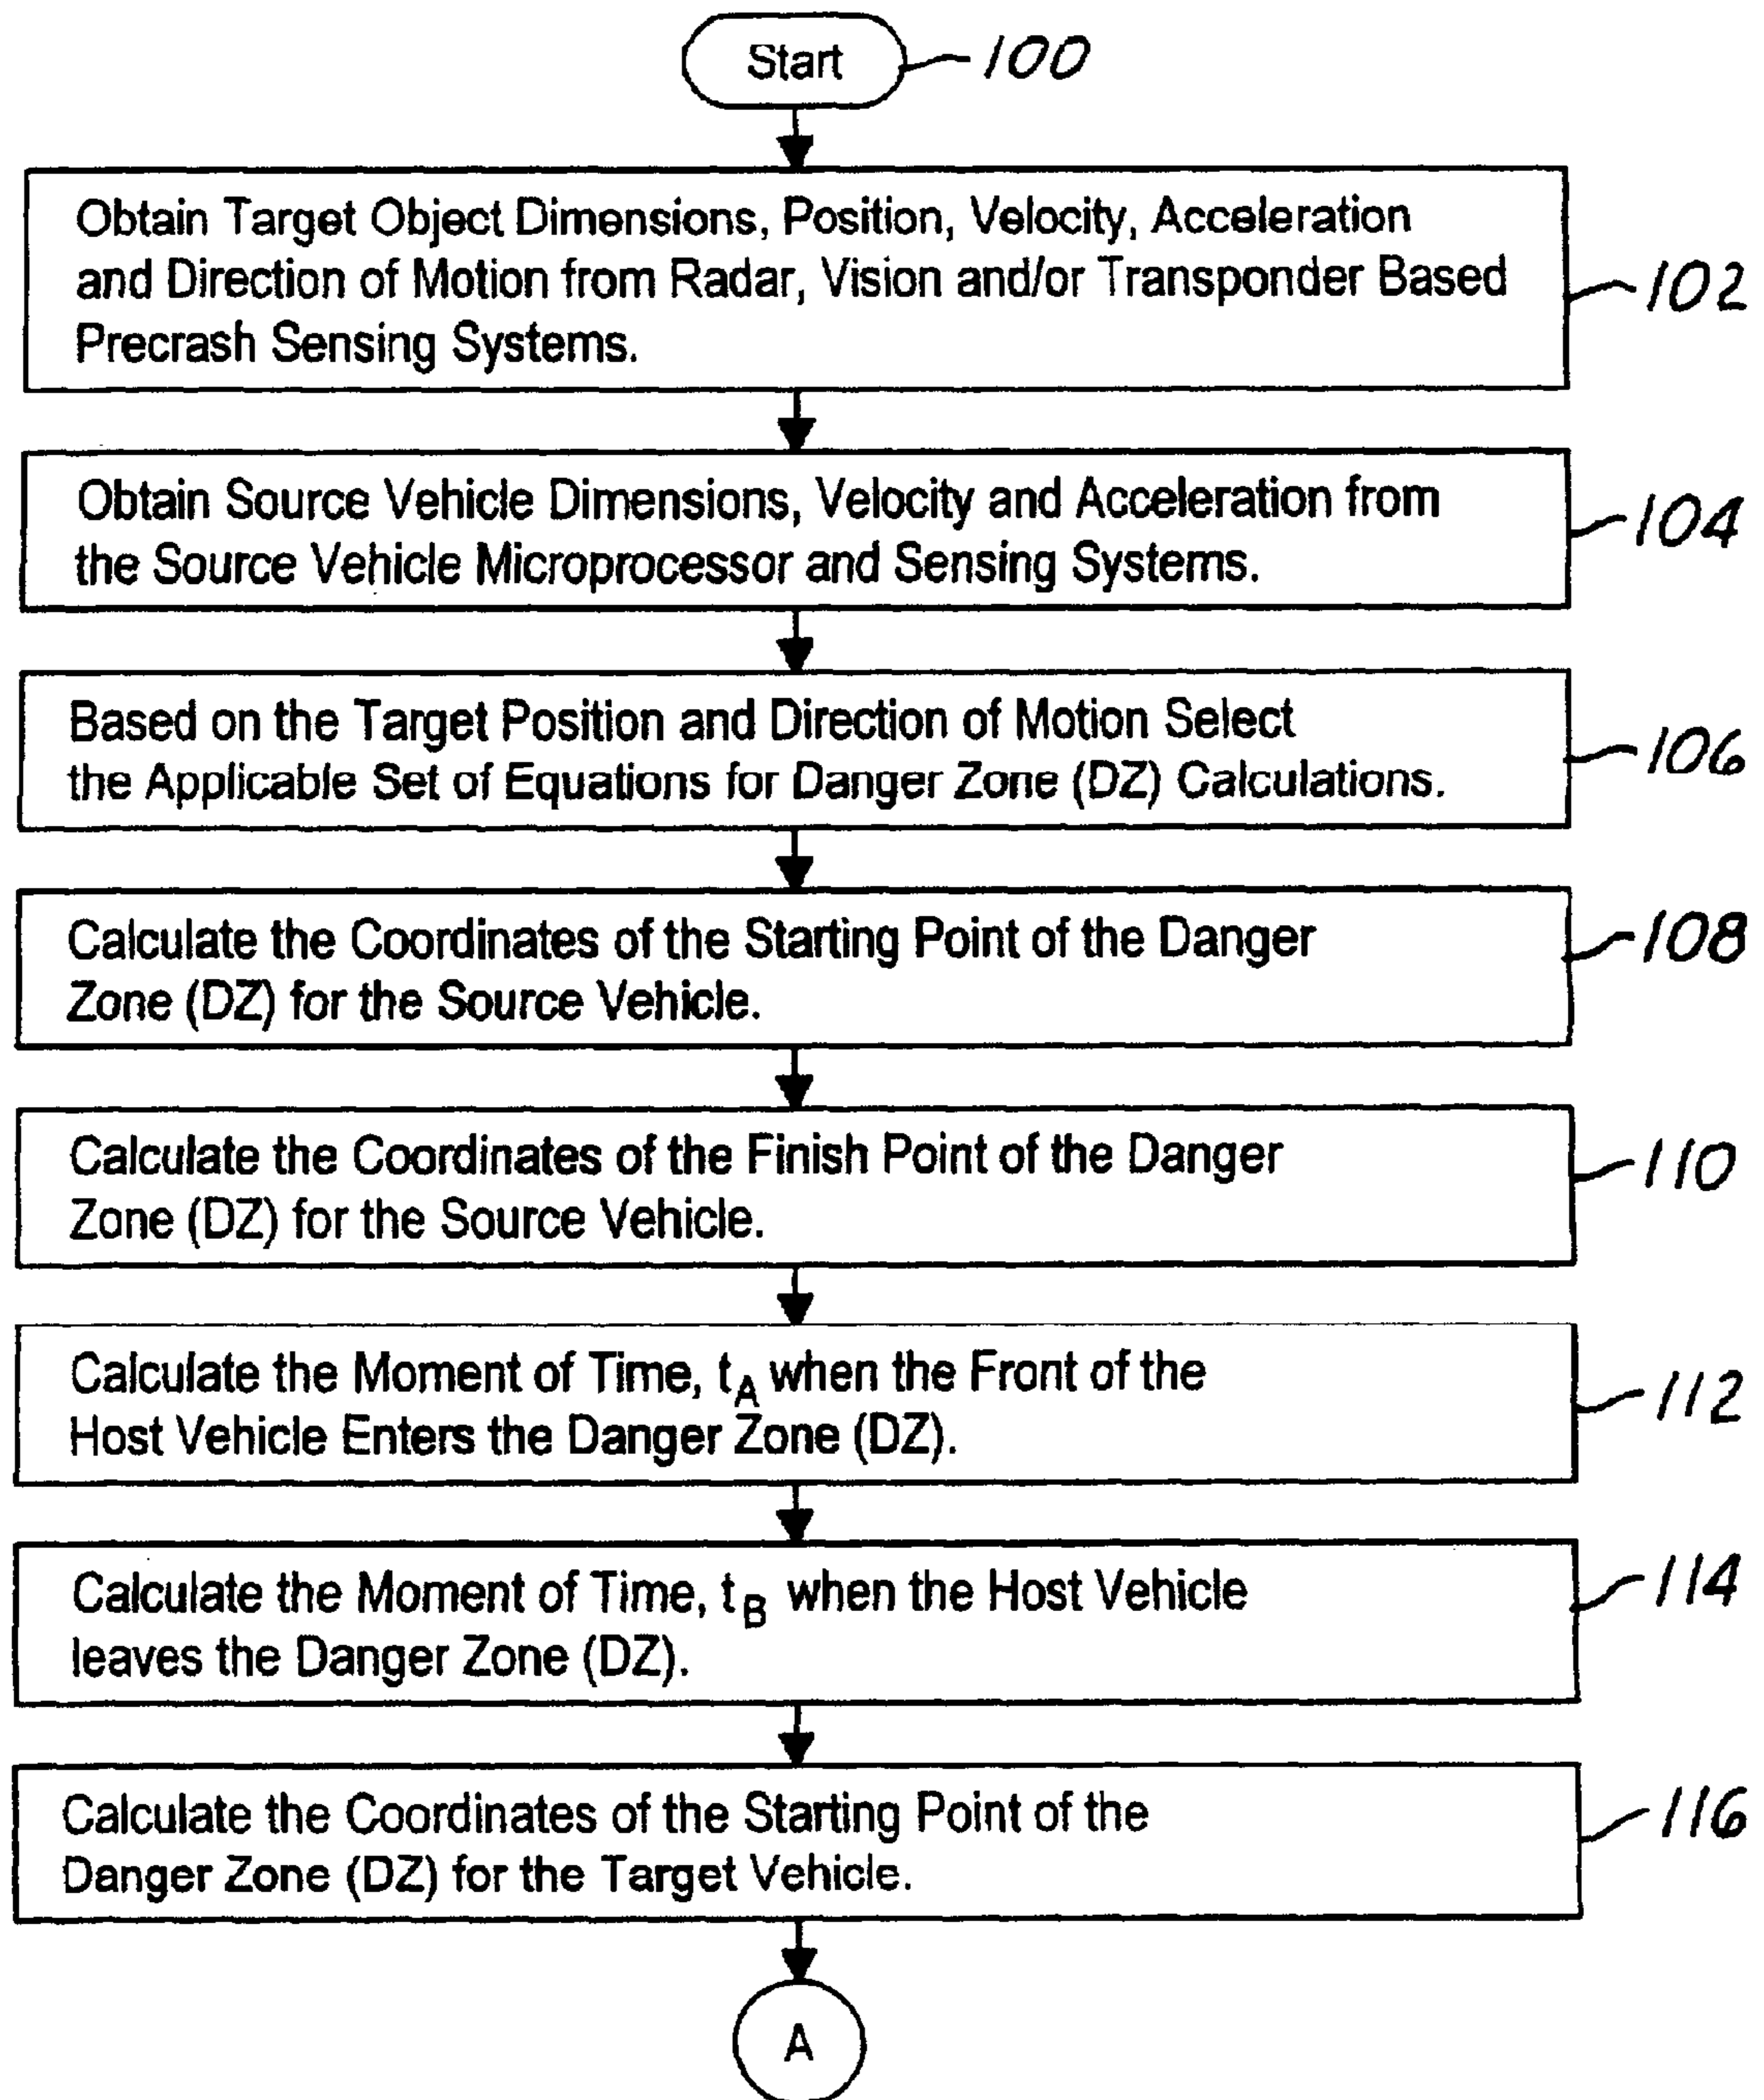 Start
100
Obtain Target Object Dimensions, Position, Velocity, Acceleration
and Direction of Motion from Radar, Vision and/or Transponder Based
Precrash Sensing Systems.
102
Obtain Source Vehicle Dimensions, Velocity and Acceleration from
the Source Vehicle Microprocessor and Sensing Systems.
104
Based on the Target Position and Direction of Motion Select
the Applicable Set of Equations for Danger Zone (DZ) Calculations.
106
Calculate the Coordinates of the Starting Point of the Danger
Zone (DZ) for the Source Vehicle.
108
Calculate the Coordinates of the Finish Point of the Danger
Zone (DZ) for the Source Vehicle.
110
Calculate the Moment of Time, tA when the Front of the
Host Vehicle Enters the Danger Zone (DZ).
112
Calculate the Moment of Time, tB when the Host Vehicle
leaves the Danger Zone (DZ).
114
Calculate the Coordinates of the Starting Point of the
Danger Zone (DZ) for the Target Vehicle.
116
A